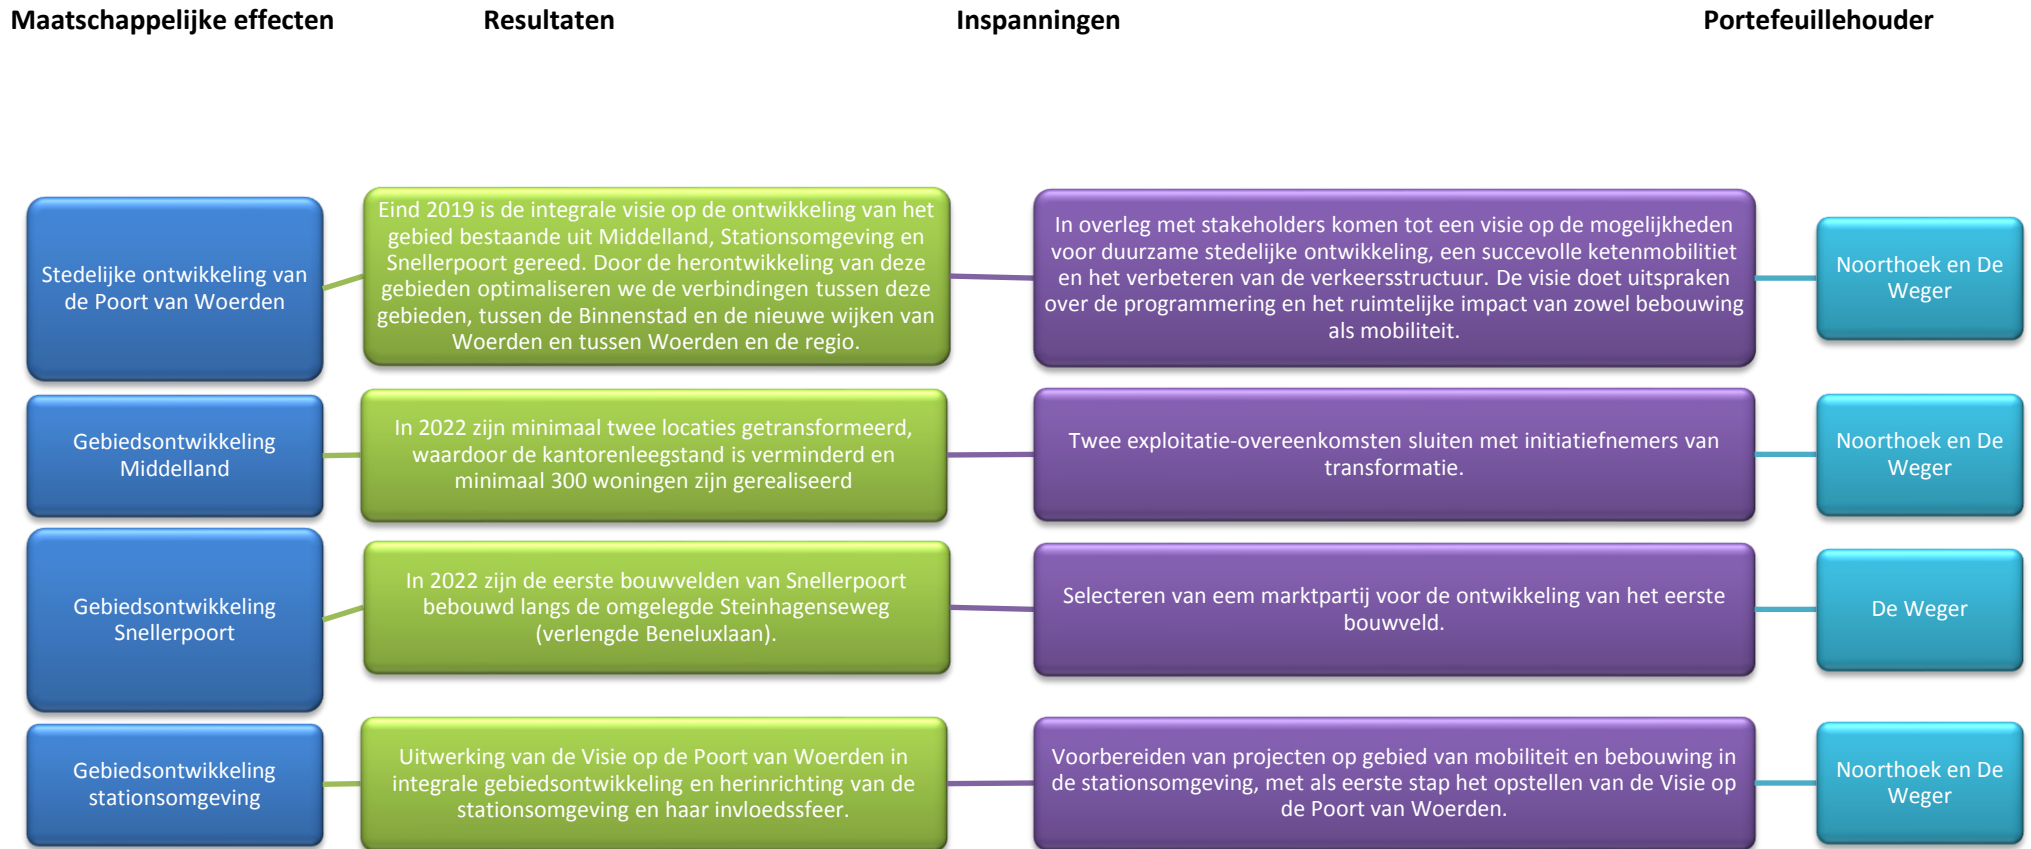 Maatschappelijke effecten
Resultaten
Inspanningen
Portefeuillehouder
Stedelijke ontwikkeling van
de Poort van Woerden
Eind 2019 is de integrale visie op de ontwikkeling van het
gebied bestaande uit Middelland, Stationsomgeving en
Snellerpoort gereed. Door de herontwikkeling van deze
gebieden optimaliseren we de verbindingen tussen deze
gebieden, tussen de Binnenstad en de nieuwe wijken van
Woerden en tussen Woerden en de regio.
In overleg met stakeholders komen tot een visie op de mogelijkheden
voor duurzame stedelijke ontwikkeling, een succevolle ketenmobilitiet
en het verbeteren van de verkeersstructuur. De visie doet uitspraken
over de programmering en het ruimtelijke impact van zowel bebouwing
als mobiliteit.
Noorthoek en De
Weger
Gebiedsontwikkeling
Middelland
In 2022 zijn minimaal twee locaties getransformeerd,
waardoor de kantorenleegstand is verminderd en
minimaal 300 woningen zijn gerealiseerd
Twee exploitatie-overeenkomsten sluiten met initiatiefnemers van
transformatie.
Noorthoek en De
Weger
Gebiedsontwikkeling
Snellerpoort
In 2022 zijn de eerste bouwvelden van Snellerpoort
bebouwd langs de omgelegde Steinhagenseweg
(verlengde Beneluxlaan).
Selecteren van eem marktpartij voor de ontwikkeling van het eerste
bouwveld.
De Weger
Gebiedsontwikkeling
stationsomgeving
Uitwerking van de Visie op de Poort van Woerden in
integrale gebiedsontwikkeling en herinrichting van de
stationsomgeving en haar invloedssfeer.
Voorbereiden van projecten op gebied van mobiliteit en bebouwing in
de stationsomgeving, met als eerste stap het opstellen van de Visie op
de Poort van Woerden.
Noorthoek en De
Weger